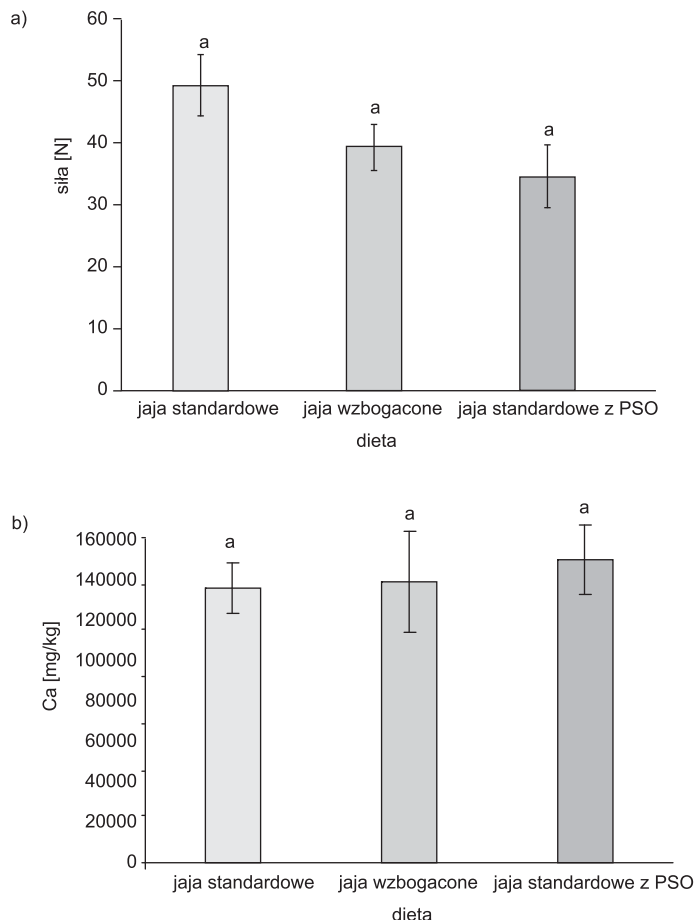 a)
60
50
40
30
20
10
0
siła [N]
a
a
a
jaja standardowe jaja wzbogacone jaja standardowe z PSO
dieta
b)
160000
140000
120000
100000
80000
60000
40000
20000
0
Ca [mg/kg]
a
a
a
jaja standardowe jaja wzbogacone jaja standardowe z PSO
dieta